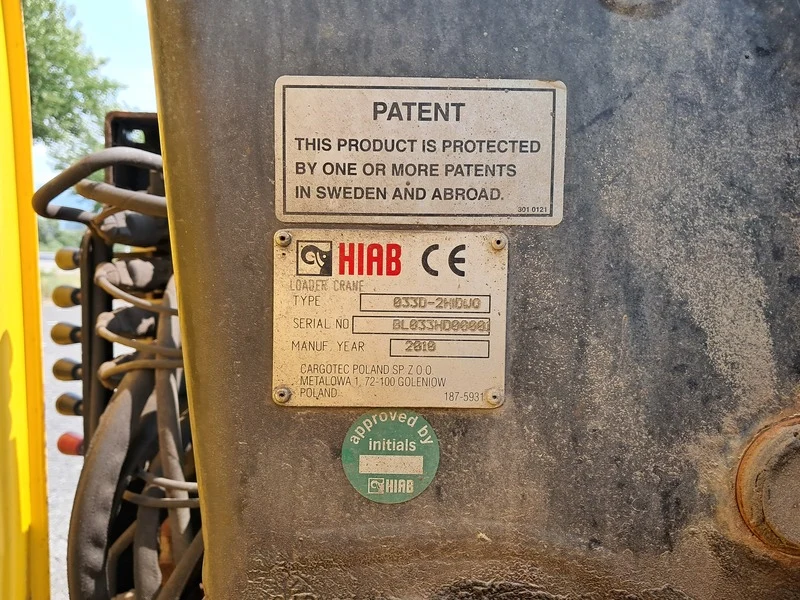 PATENT
THIS PRODUCT IS PROTECTED
BY ONE OR MORE PATENTS
IN SWEDEN AND ABROAD.
301 0121
HIAB CE
LOADER CRANE
TYPE 033D-2HIDUO
SERIAL NO
MANUF. YEAR 2010
CARGOTEC POLAND SP.Z O.O.
METALOWA 1, 72-100 GOLENIOW
POLAND
187-5931
approved by
initials
HIAB